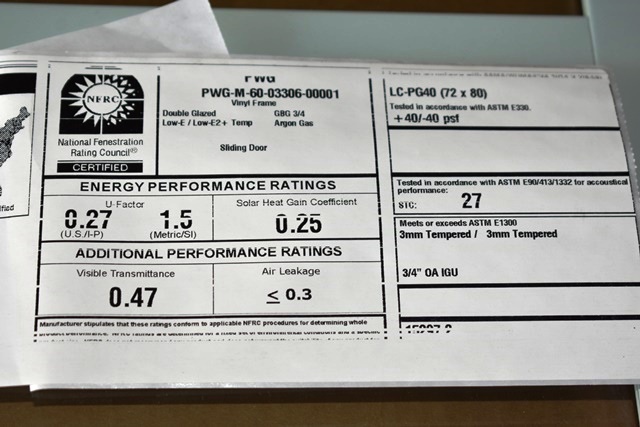 NFRC
National Fenestration
Rating Council®
CERTIFIED
PWG
PWG-M-60-03306-00001
Vinyl Frame
Double Glazed GBG 3/4
Low-E / Low-E2+ Temp Argon Gas
Sliding Door
ENERGY PERFORMANCE RATINGS
U-Factor Solar Heat Gain Coefficient
0.27 1.5 0.25
(U.S./I-P) (Metric/SI)
ADDITIONAL PERFORMANCE RATINGS
Visible Transmittance Air Leakage
0.47 ≤ 0.3
Manufacturer stipulates that these ratings conform to applicable NFRC procedures for determining whole
LC-PG40 (72 x 80)
Tested in accordance with ASTM E330.
+40/-40 psf
Tested in accordance with ASTM E90/413/1332 for accoustical
performance:
STC: 27
Meets or exceeds ASTM E1300
3mm Tempered / 3mm Tempered
3/4" OA IGU